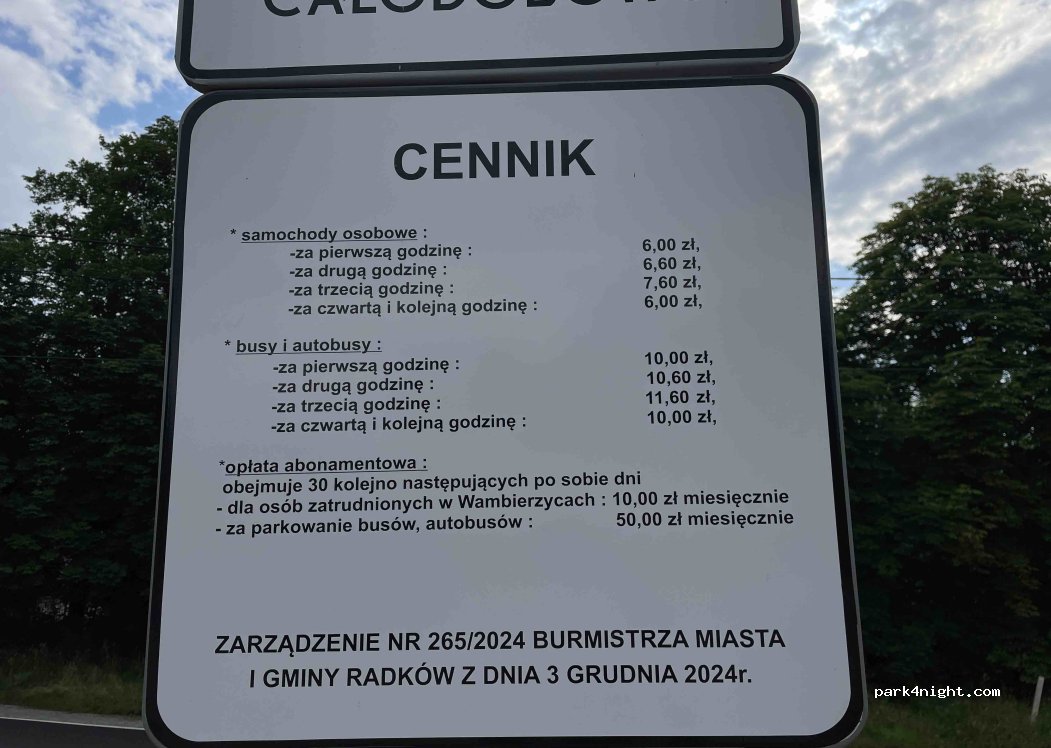 CAŁODOBOWY
CENNIK
* samochody osobowe :
-za pierwszą godzinę : 6,00 zł,
-za drugą godzinę : 6,60 zł,
-za trzecią godzinę : 7,60 zł,
-za czwartą i kolejną godzinę : 6,00 zł,
* busy i autobusy :
-za pierwszą godzinę : 10,00 zł,
-za drugą godzinę : 10,60 zł,
-za trzecią godzinę : 11,60 zł,
-za czwartą i kolejną godzinę : 10,00 zł,
*opłata abonamentowa :
obejmuje 30 kolejno następujących po sobie dni
- dla osób zatrudnionych w Wambierzycach : 10,00 zł miesięcznie
- za parkowanie busów, autobusów : 50,00 zł miesięcznie
ZARZĄDZENIE NR 265/2024 BURMISTRZA MIASTA
I GMINY RADKÓW Z DNIA 3 GRUDNIA 2024r.
park4night.com